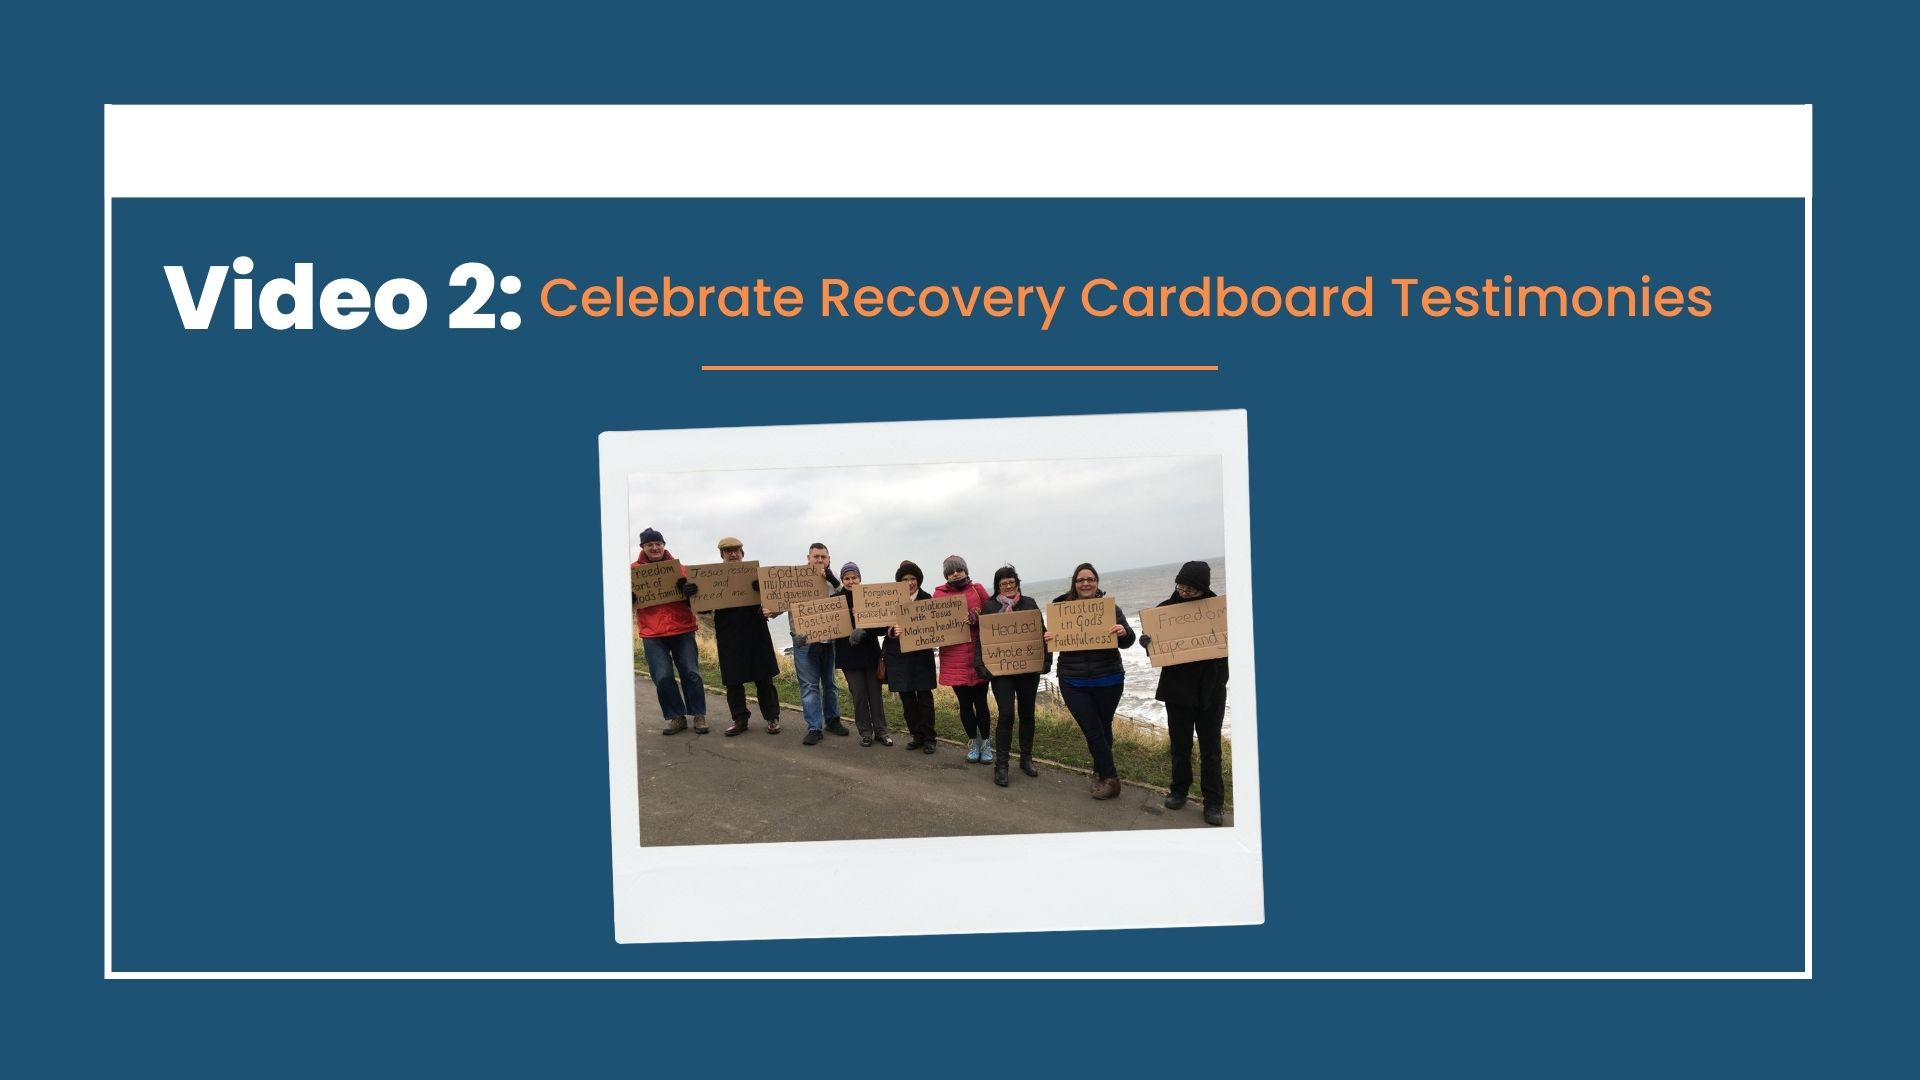 Video 2: Celebrate Recovery Cardboard Testimonies
Freedom
Part of
God's family
Jesus restored
and
freed me
God took
my burdens
and gave me a
Relaxed
Positive
Hopeful
Forgiven,
free and
peaceful in
In relationship
with Jesus
Making healthy
choices
Healed
Whole &
free
Trusting
in God's
faithfulness
Freedom
Hope and